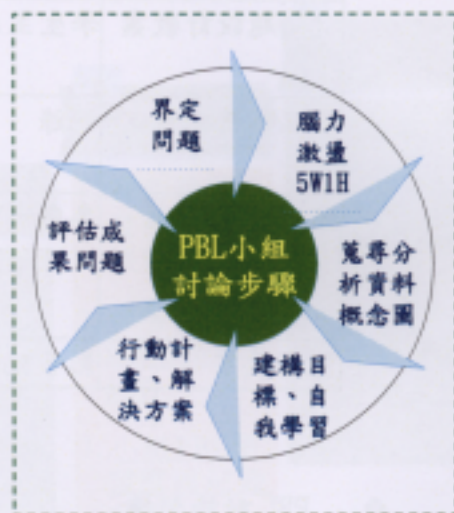 界定
問題
腦力
激盪
5W1H
蒐尋分
析資料
概念圖
建構目
標、自
我學習
行動計
畫、解
決方案
評估成
果問題
PBL小組
討論步驟